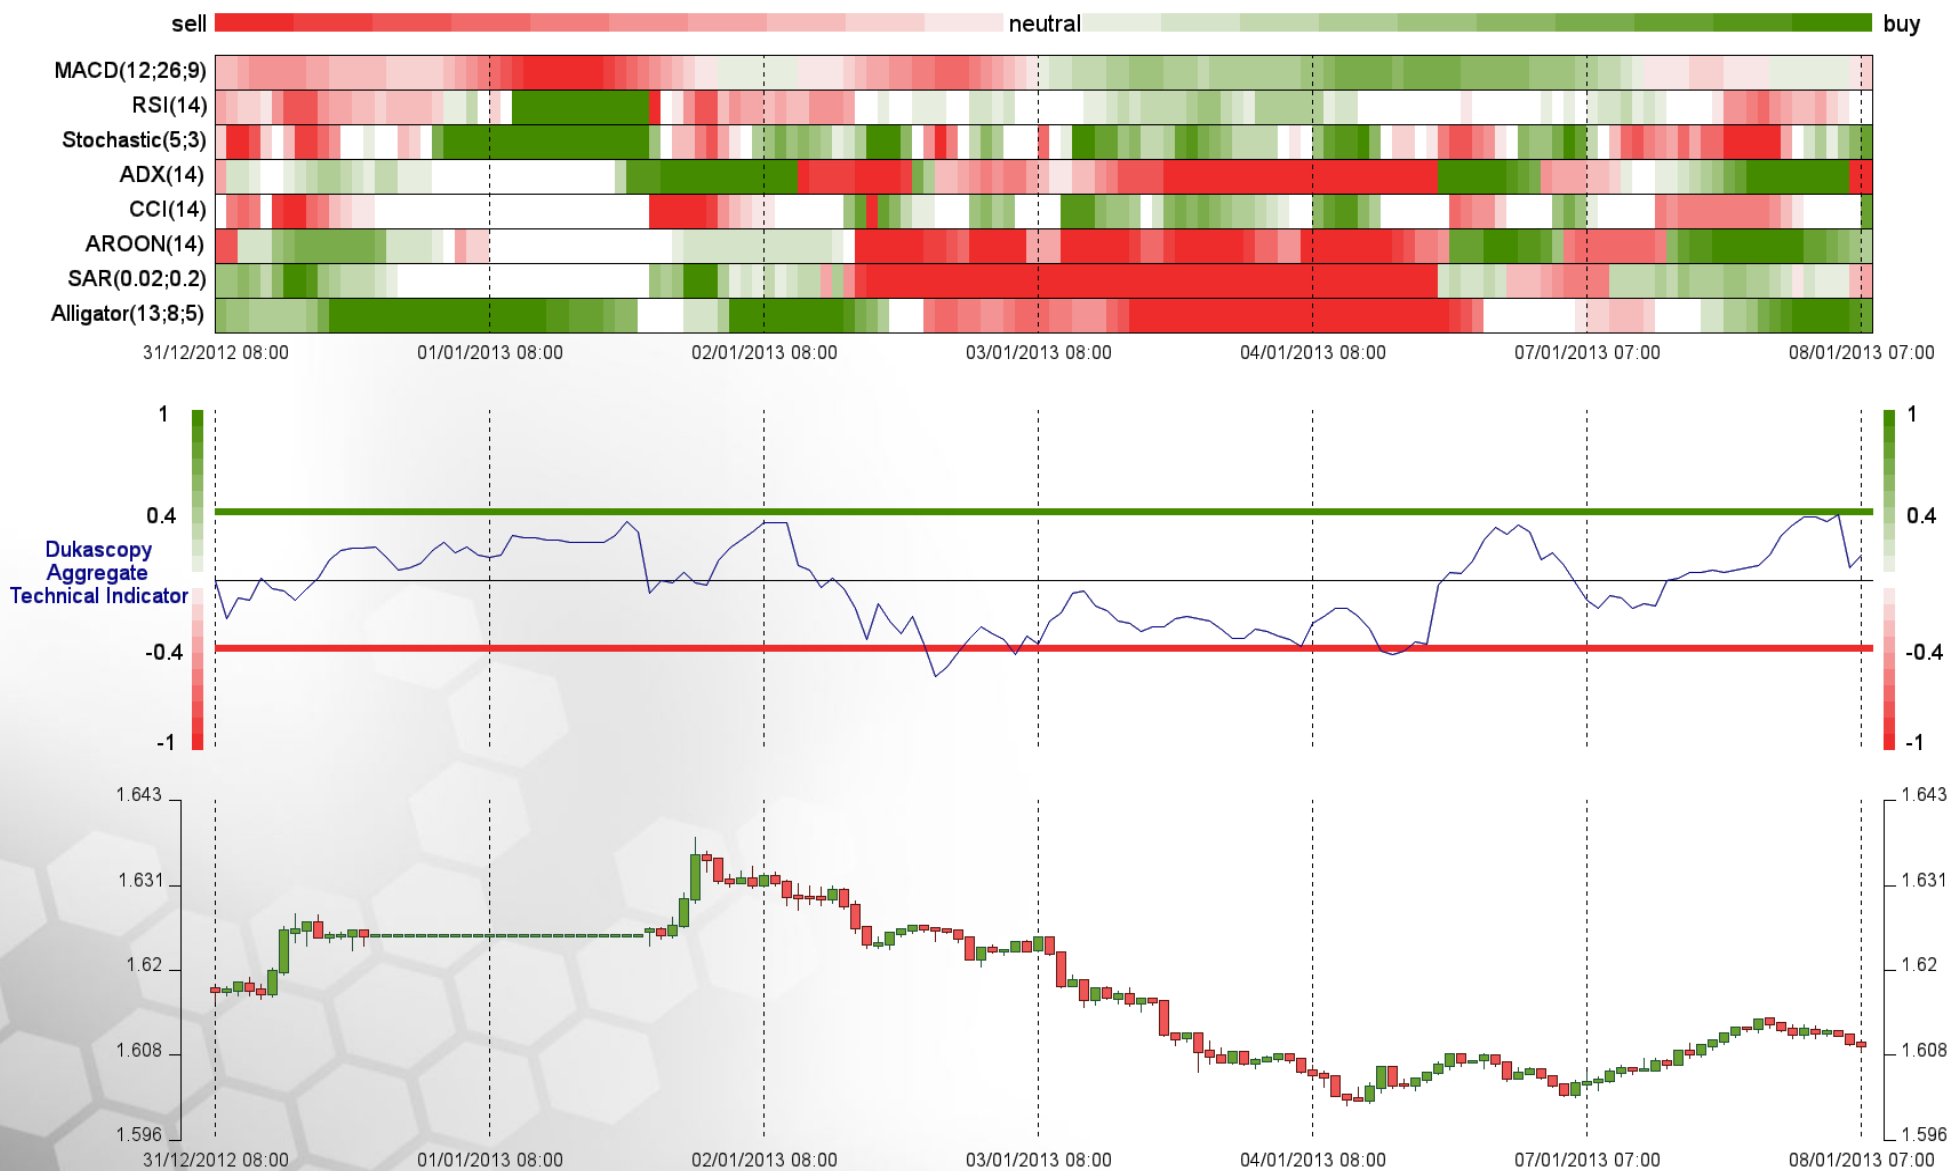 sell neutral buy
MACD(12;26;9)
RSI(14)
Stochastic(5;3)
ADX(14)
CCI(14)
AROON(14)
SAR(0.02;0.2)
Alligator(13;8;5)
31/12/2012 08:00 01/01/2013 08:00 02/01/2013 08:00 03/01/2013 08:00 04/01/2013 08:00 07/01/2013 07:00 08/01/2013 07:00
1 1
0.4 0.4
Dukascopy
Aggregate
Technical Indicator
-0.4 -0.4
-1 -1
1.643 1.643
1.631 1.631
1.62 1.62
1.608 1.608
1.596 1.596
31/12/2012 08:00 01/01/2013 08:00 02/01/2013 08:00 03/01/2013 08:00 04/01/2013 08:00 07/01/2013 07:00 08/01/2013 07:00